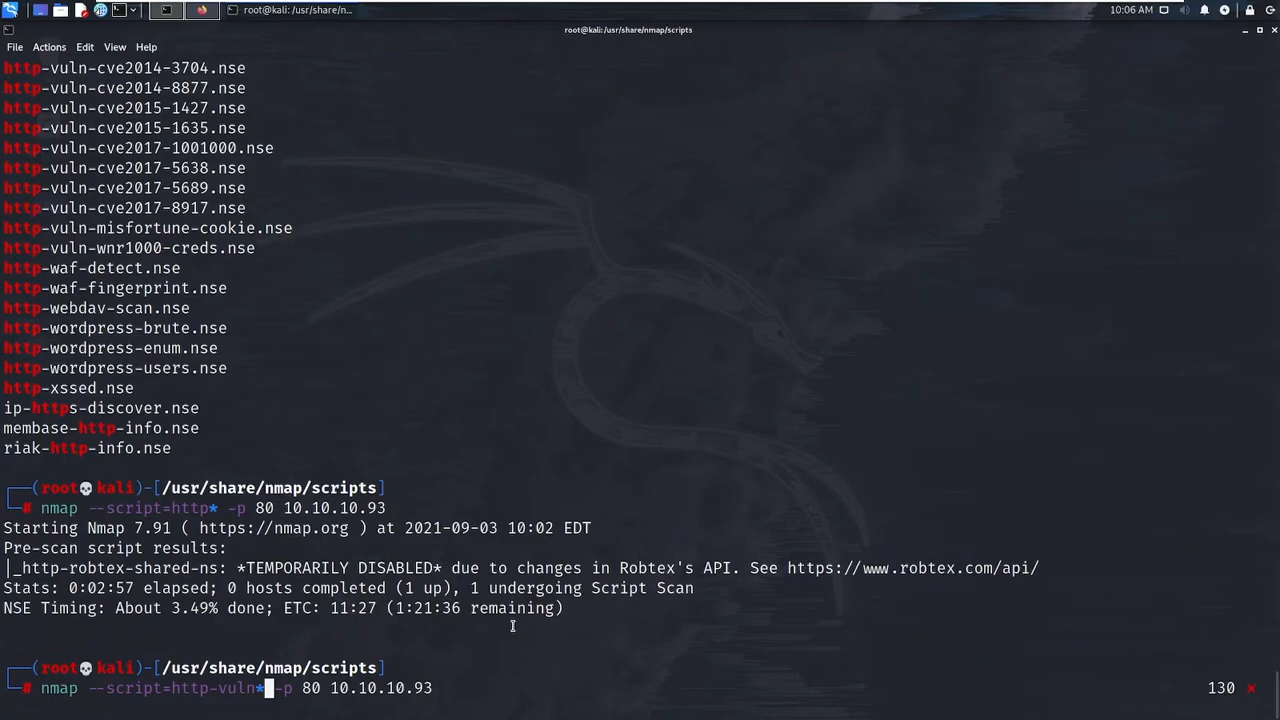 root@kali: /usr/share/n...
10:06 AM
root@kali: /usr/share/nmap/scripts
File Actions Edit View Help
http-vuln-cve2014-3704.nse
http-vuln-cve2014-8877.nse
http-vuln-cve2015-1427.nse
http-vuln-cve2015-1635.nse
http-vuln-cve2017-1001000.nse
http-vuln-cve2017-5638.nse
http-vuln-cve2017-5689.nse
http-vuln-cve2017-8917.nse
http-vuln-misfortune-cookie.nse
http-vuln-wnr1000-creds.nse
http-waf-detect.nse
http-waf-fingerprint.nse
http-webdav-scan.nse
http-wordpress-brute.nse
http-wordpress-enum.nse
http-wordpress-users.nse
http-xssed.nse
ip-https-discover.nse
membase-http-info.nse
riak-http-info.nse
┌──(root💀kali)-[/usr/share/nmap/scripts]
└─# nmap --script=http* -p 80 10.10.10.93
Starting Nmap 7.91 ( https://nmap.org ) at 2021-09-03 10:02 EDT
Pre-scan script results:
|_http-robtex-shared-ns: *TEMPORARILY DISABLED* due to changes in Robtex's API. See https://www.robtex.com/api/
Stats: 0:02:57 elapsed; 0 hosts completed (1 up), 1 undergoing Script Scan
NSE Timing: About 3.49% done; ETC: 11:27 (1:21:36 remaining)
┌──(root💀kali)-[/usr/share/nmap/scripts]
└─# nmap --script=http-vuln* -p 80 10.10.10.93 130 ⨯